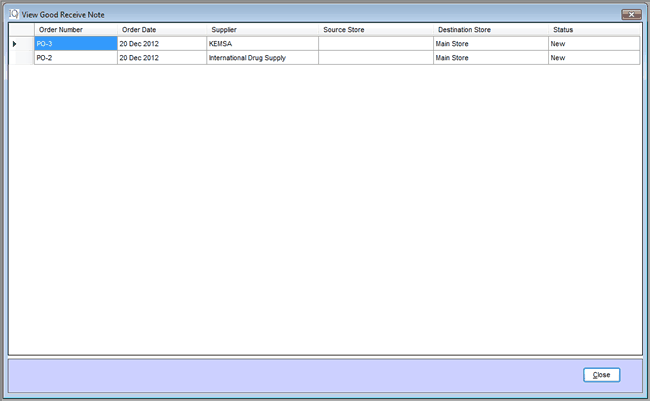 View Good Receive Note
Order Number Order Date Supplier Source Store Destination Store Status
PO-3 20 Dec 2012 KEMSA Main Store New
PO-2 20 Dec 2012 International Drug Supply Main Store New
Close